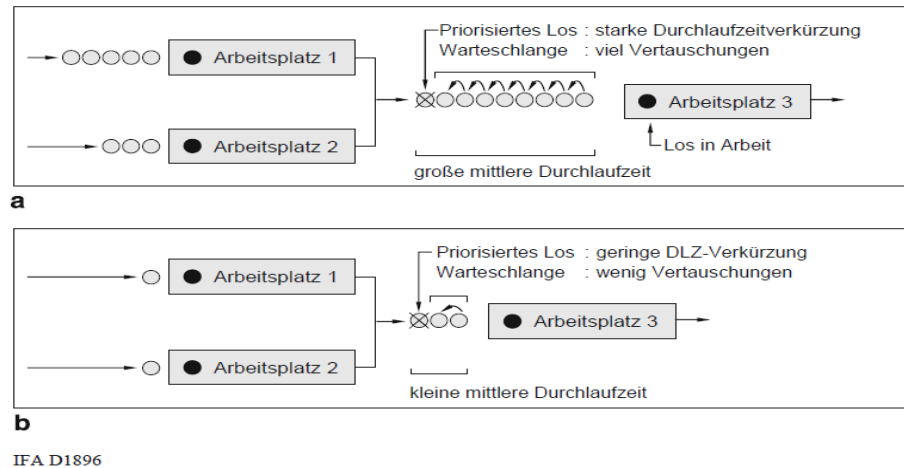 Priorisiertes Los : starke Durchlaufzeitverkürzung
Warteschlange : viel Vertauschungen
Arbeitsplatz 1
Arbeitsplatz 3
Arbeitsplatz 2
Los in Arbeit
große mittlere Durchlaufzeit
a
Priorisiertes Los : geringe DLZ-Verkürzung
Warteschlange : wenig Vertauschungen
Arbeitsplatz 1
Arbeitsplatz 3
Arbeitsplatz 2
kleine mittlere Durchlaufzeit
b
IFA D1896